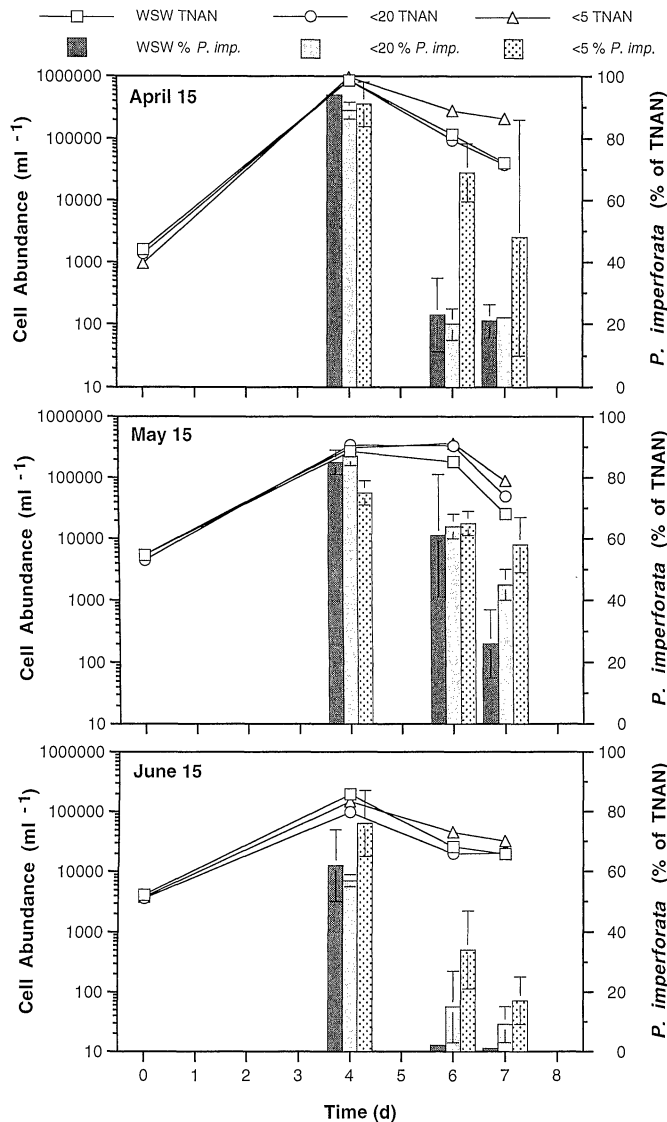 WSW TNAN <20 TNAN <5 TNAN
WSW % P. imp. <20 % P. imp. <5 % P. imp.
April 15
Cell Abundance (ml -1)
1000000
100000
10000
1000
100
10
100
80
60
40
20
0
P. imperforata (% of TNAN)
May 15
Cell Abundance (ml -1)
1000000
100000
10000
1000
100
10
100
80
60
40
20
0
P. imperforata (% of TNAN)
June 15
Cell Abundance (ml -1)
1000000
100000
10000
1000
100
10
100
80
60
40
20
0
P. imperforata (% of TNAN)
0 1 2 3 4 5 6 7 8
Time (d)